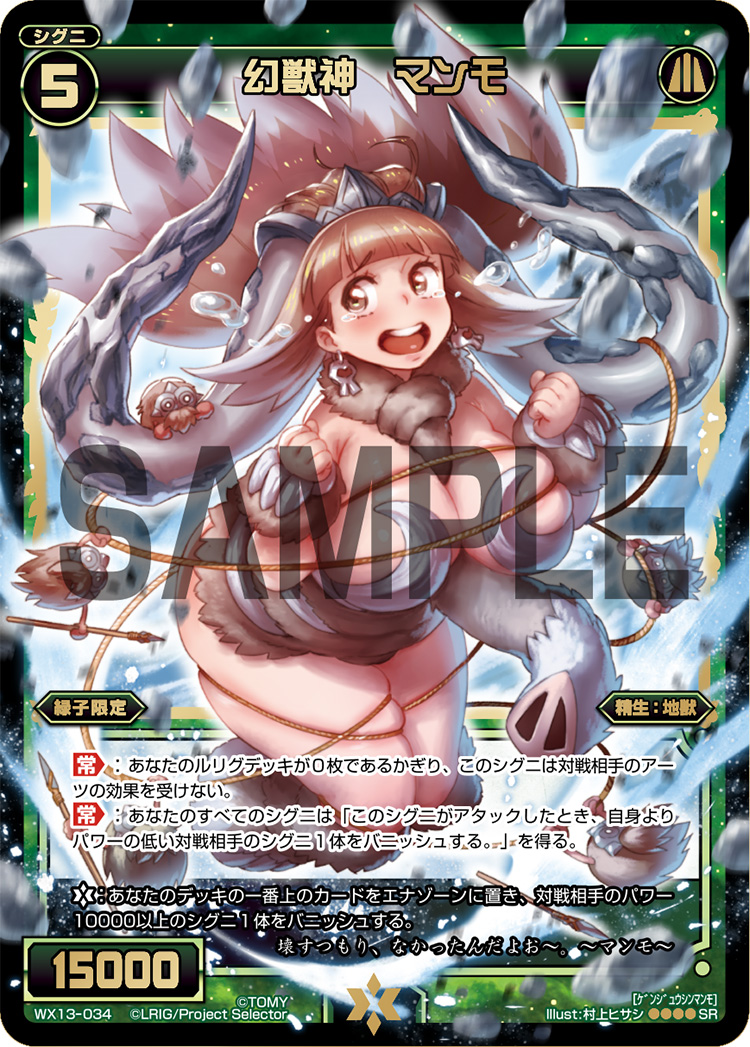 シグニ
5
幻獣神 マンモ
SAMPLE
緑子限定
精生：地獣
常：あなたのルリグデッキが０枚であるかぎり、このシグニは対戦相手のアー
ツの効果を受けない。
常：あなたのすべてのシグニは「このシグニがアタックしたとき、自身より
パワーの低い対戦相手のシグニ１体をバニッシュする。」を得る。
：あなたのデッキの一番上のカードをエナゾーンに置き、対戦相手のパワー
10000以上のシグニ１体をバニッシュする。
壊すつもり、なかったんだよお～。～マンモ～
15000
[ｹﾞﾝｼﾞｭｳｼﾝﾏﾝﾓ]
WX13-034 ©TOMY ©LRIG/Project Selector
Illust:村上ヒサシ SR